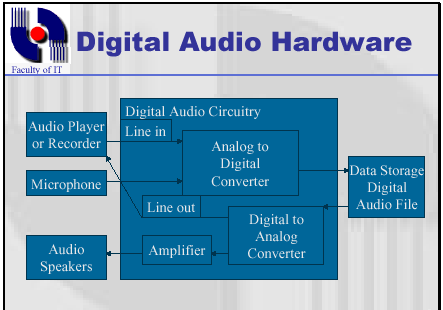 Digital Audio Hardware
Faculty of IT
Digital Audio Circuitry
Audio Player
or Recorder
Line in
Analog to
Digital
Converter
Microphone
Data Storage
Digital
Audio File
Line out
Digital to
Analog
Converter
Amplifier
Audio
Speakers